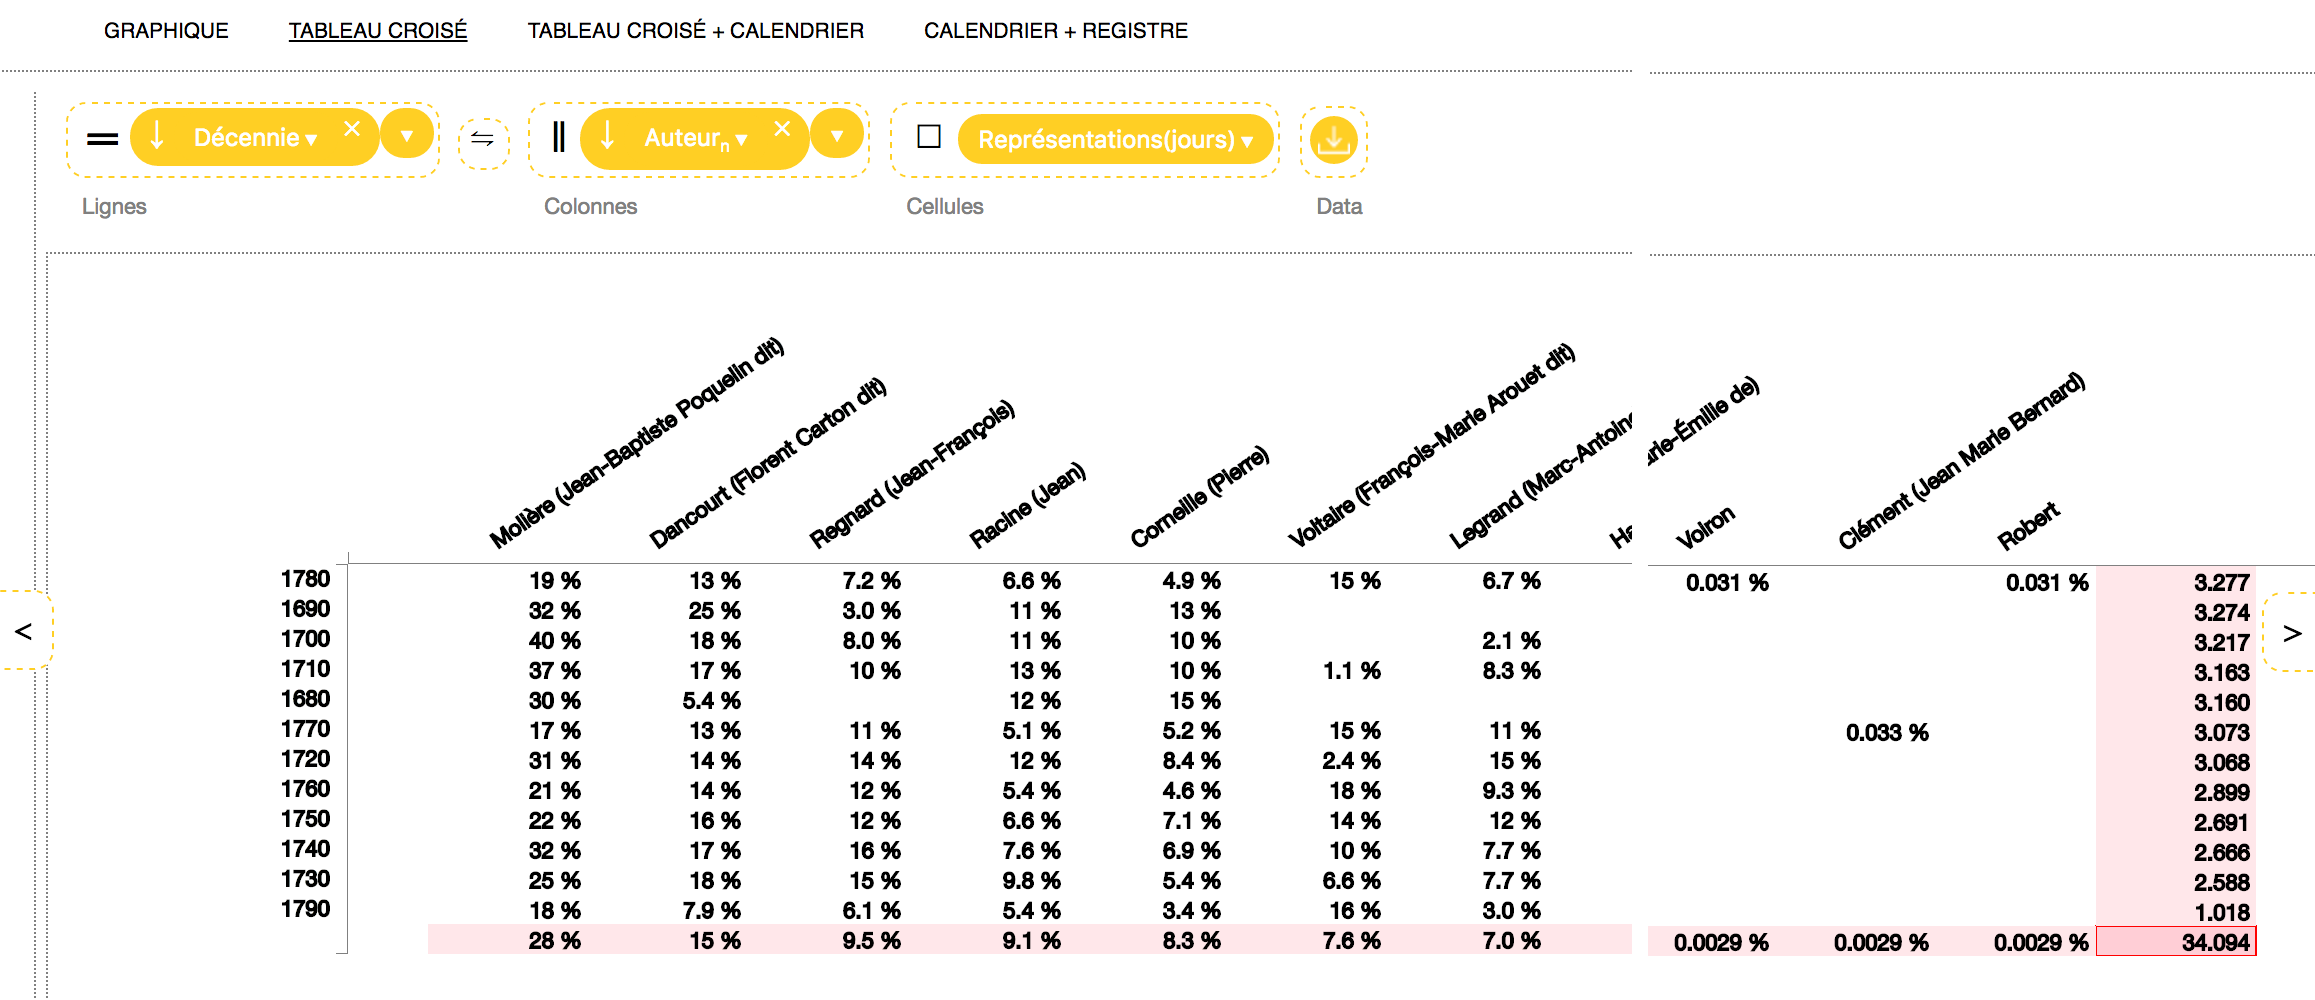 GRAPHIQUE TABLEAU CROISÉ TABLEAU CROISÉ + CALENDRIER CALENDRIER + REGISTRE
Décennie ▾ × ▾ ⇋ Auteurn ▾ × ▾ Représentations(jours) ▾
Lignes Colonnes Cellules Data
Molière (Jean-Baptiste Poquelin dit)
Dancourt (Florent Carton dit)
Regnard (Jean-François)
Racine (Jean)
Corneille (Pierre)
Voltaire (François-Marie Arouet dit)
Legrand (Marc-Antoine
Ha
rie-Émilie de)
Voiron
Clément (Jean Marie Bernard)
Robert
1780 19 % 13 % 7.2 % 6.6 % 4.9 % 15 % 6.7 % 0.031 % 0.031 % 3.277
1690 32 % 25 % 3.0 % 11 % 13 % 3.274
1700 40 % 18 % 8.0 % 11 % 10 % 2.1 % 3.217
1710 37 % 17 % 10 % 13 % 10 % 1.1 % 8.3 % 3.163
1680 30 % 5.4 % 12 % 15 % 3.160
1770 17 % 13 % 11 % 5.1 % 5.2 % 15 % 11 % 0.033 % 3.073
1720 31 % 14 % 14 % 12 % 8.4 % 2.4 % 15 % 3.068
1760 21 % 14 % 12 % 5.4 % 4.6 % 18 % 9.3 % 2.899
1750 22 % 16 % 12 % 6.6 % 7.1 % 14 % 12 % 2.691
1740 32 % 17 % 16 % 7.6 % 6.9 % 10 % 7.7 % 2.666
1730 25 % 18 % 15 % 9.8 % 5.4 % 6.6 % 7.7 % 2.588
1790 18 % 7.9 % 6.1 % 5.4 % 3.4 % 16 % 3.0 % 1.018
28 % 15 % 9.5 % 9.1 % 8.3 % 7.6 % 7.0 % 0.0029 % 0.0029 % 0.0029 % 34.094
< >